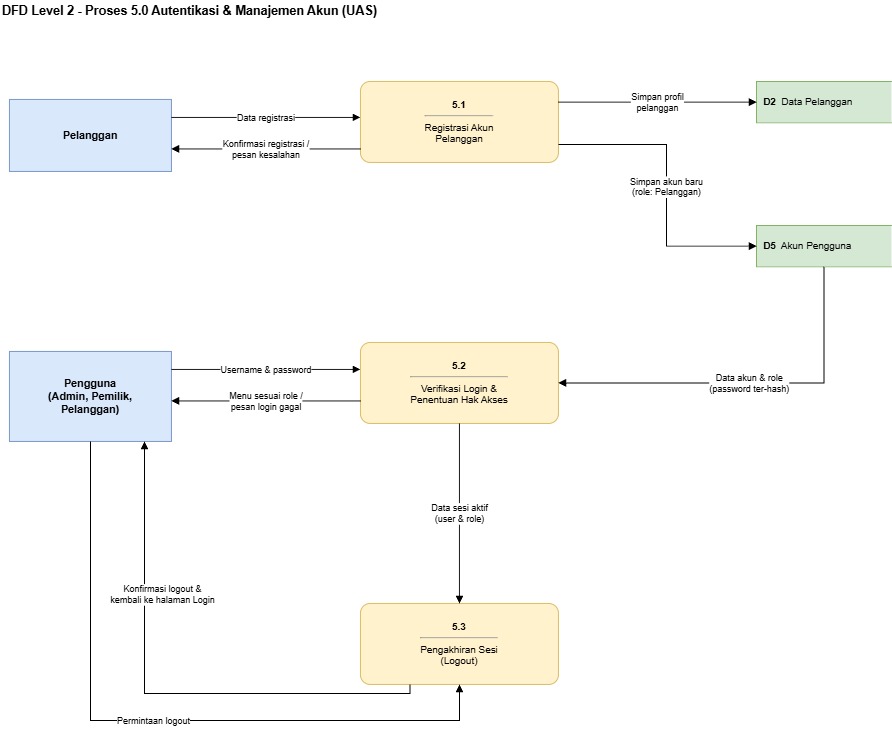 DFD Level 2 - Proses 5.0 Autentikasi & Manajemen Akun (UAS)
Pelanggan
Data registrasi
Konfirmasi registrasi /
pesan kesalahan
5.1
Registrasi Akun
Pelanggan
Simpan profil
pelanggan
D2 Data Pelanggan
Simpan akun baru
(role: Pelanggan)
D5 Akun Pengguna
Pengguna
(Admin, Pemilik,
Pelanggan)
Username & password
Menu sesuai role /
pesan login gagal
5.2
Verifikasi Login &
Penentuan Hak Akses
Data akun & role
(password ter-hash)
Data sesi aktif
(user & role)
Konfirmasi logout &
kembali ke halaman Login
5.3
Pengakhiran Sesi
(Logout)
Permintaan logout